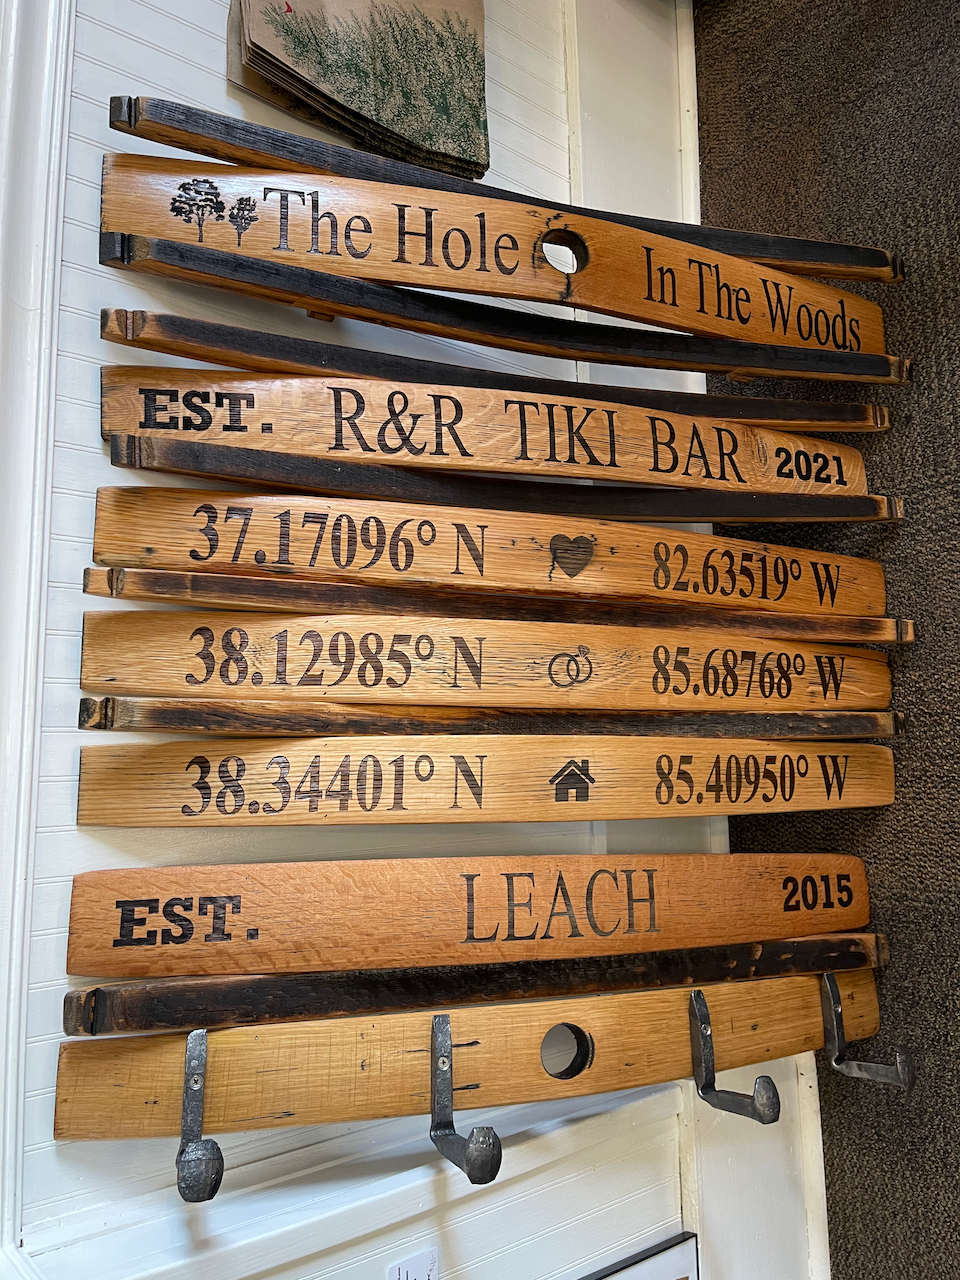 The Hole In The Woods
EST. R&R TIKI BAR 2021
37.17096° N 82.63519° W
38.12985° N 85.68768° W
38.34401° N 85.40950° W
EST. LEACH 2015